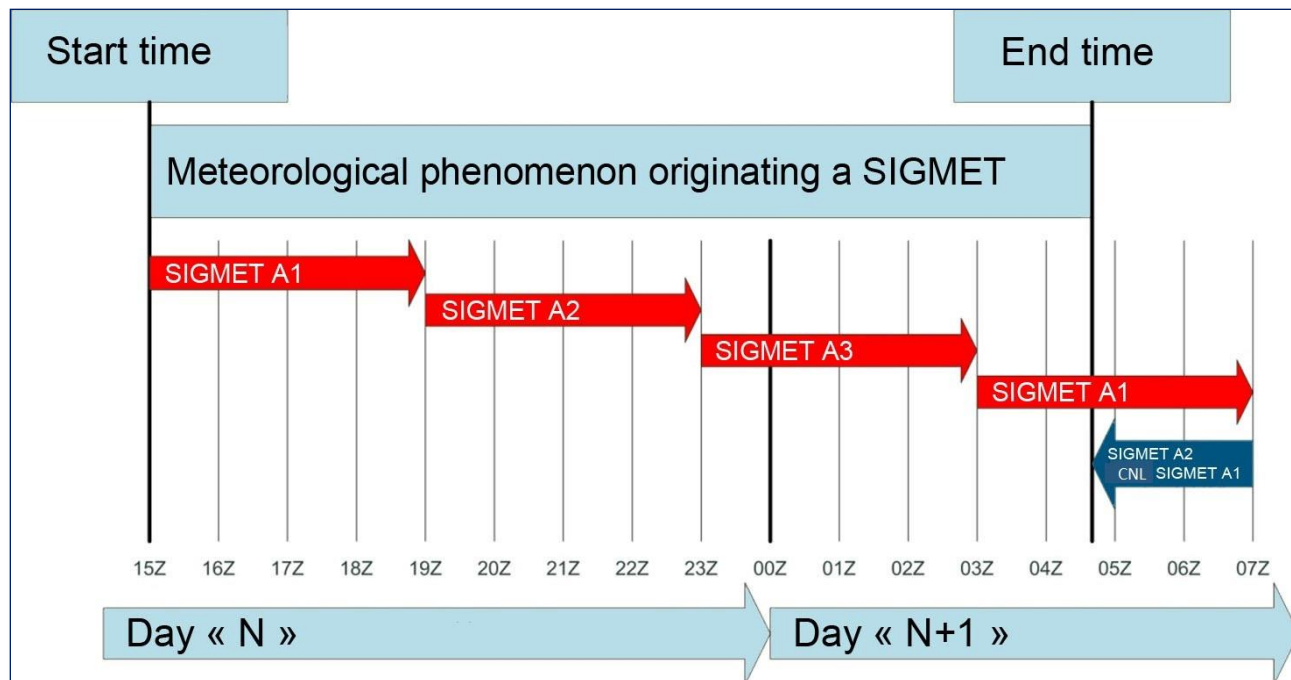 Start time
End time
Meteorological phenomenon originating a SIGMET
SIGMET A1
SIGMET A2
SIGMET A3
SIGMET A1
SIGMET A2
CNL SIGMET A1
15Z 16Z 17Z 18Z 19Z 20Z 21Z 22Z 23Z 00Z 01Z 02Z 03Z 04Z 05Z 06Z 07Z
Day « N »
Day « N+1 »